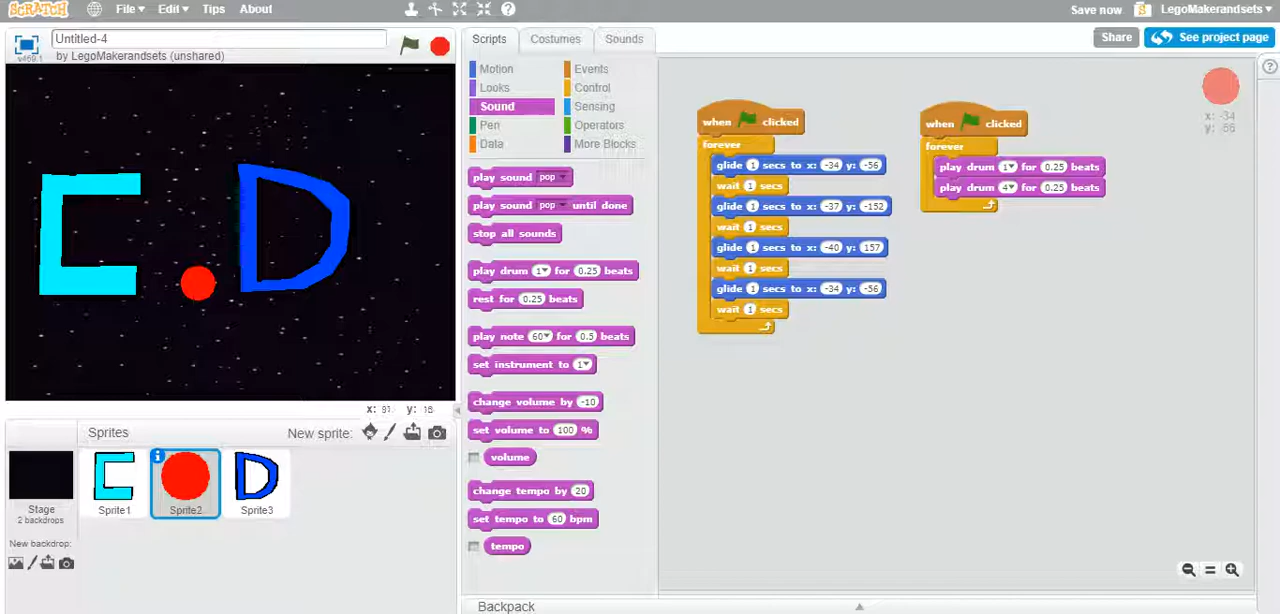 SCRATCH File Edit Tips About Save now S LegoMakerandsets
Untitled-4
v459.1 by LegoMakerandsets (unshared)
Scripts Costumes Sounds
Share See project page
Motion Events
Looks Control
Sound Sensing
Pen Operators
Data More Blocks
play sound pop
play sound pop until done
stop all sounds
play drum 1 for 0.25 beats
rest for 0.25 beats
play note 60 for 0.5 beats
set instrument to 1
change volume by -10
set volume to 100 %
volume
change tempo by 20
set tempo to 60 bpm
tempo
when clicked
forever
glide 1 secs to x: -34 y: -56
wait 1 secs
glide 1 secs to x: -37 y: -152
wait 1 secs
glide 1 secs to x: -40 y: 157
wait 1 secs
glide 1 secs to x: -34 y: -56
wait 1 secs
when clicked
forever
play drum 1 for 0.25 beats
play drum 4 for 0.25 beats
x: -34
y: -56
C.D
x: 91 y: 16
Sprites New sprite:
C D
Stage
2 backdrops
Sprite1 Sprite2 Sprite3
New backdrop:
Backpack